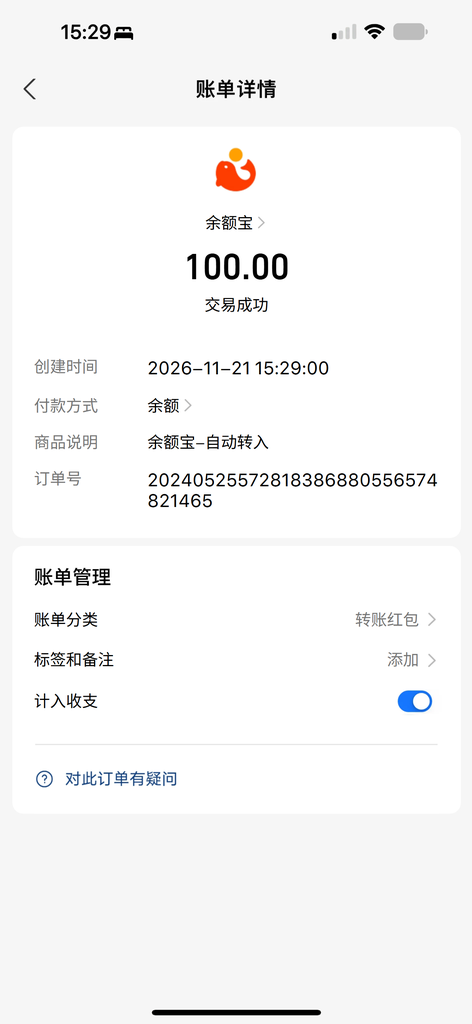 15:29
账单详情
余额宝
100.00
交易成功
创建时间 2026-11-21 15:29:00
付款方式 余额
商品说明 余额宝-自动转入
订单号 20240525572818386880556574
821465
账单管理
账单分类 转账红包
标签和备注 添加
计入收支
? 对此订单有疑问